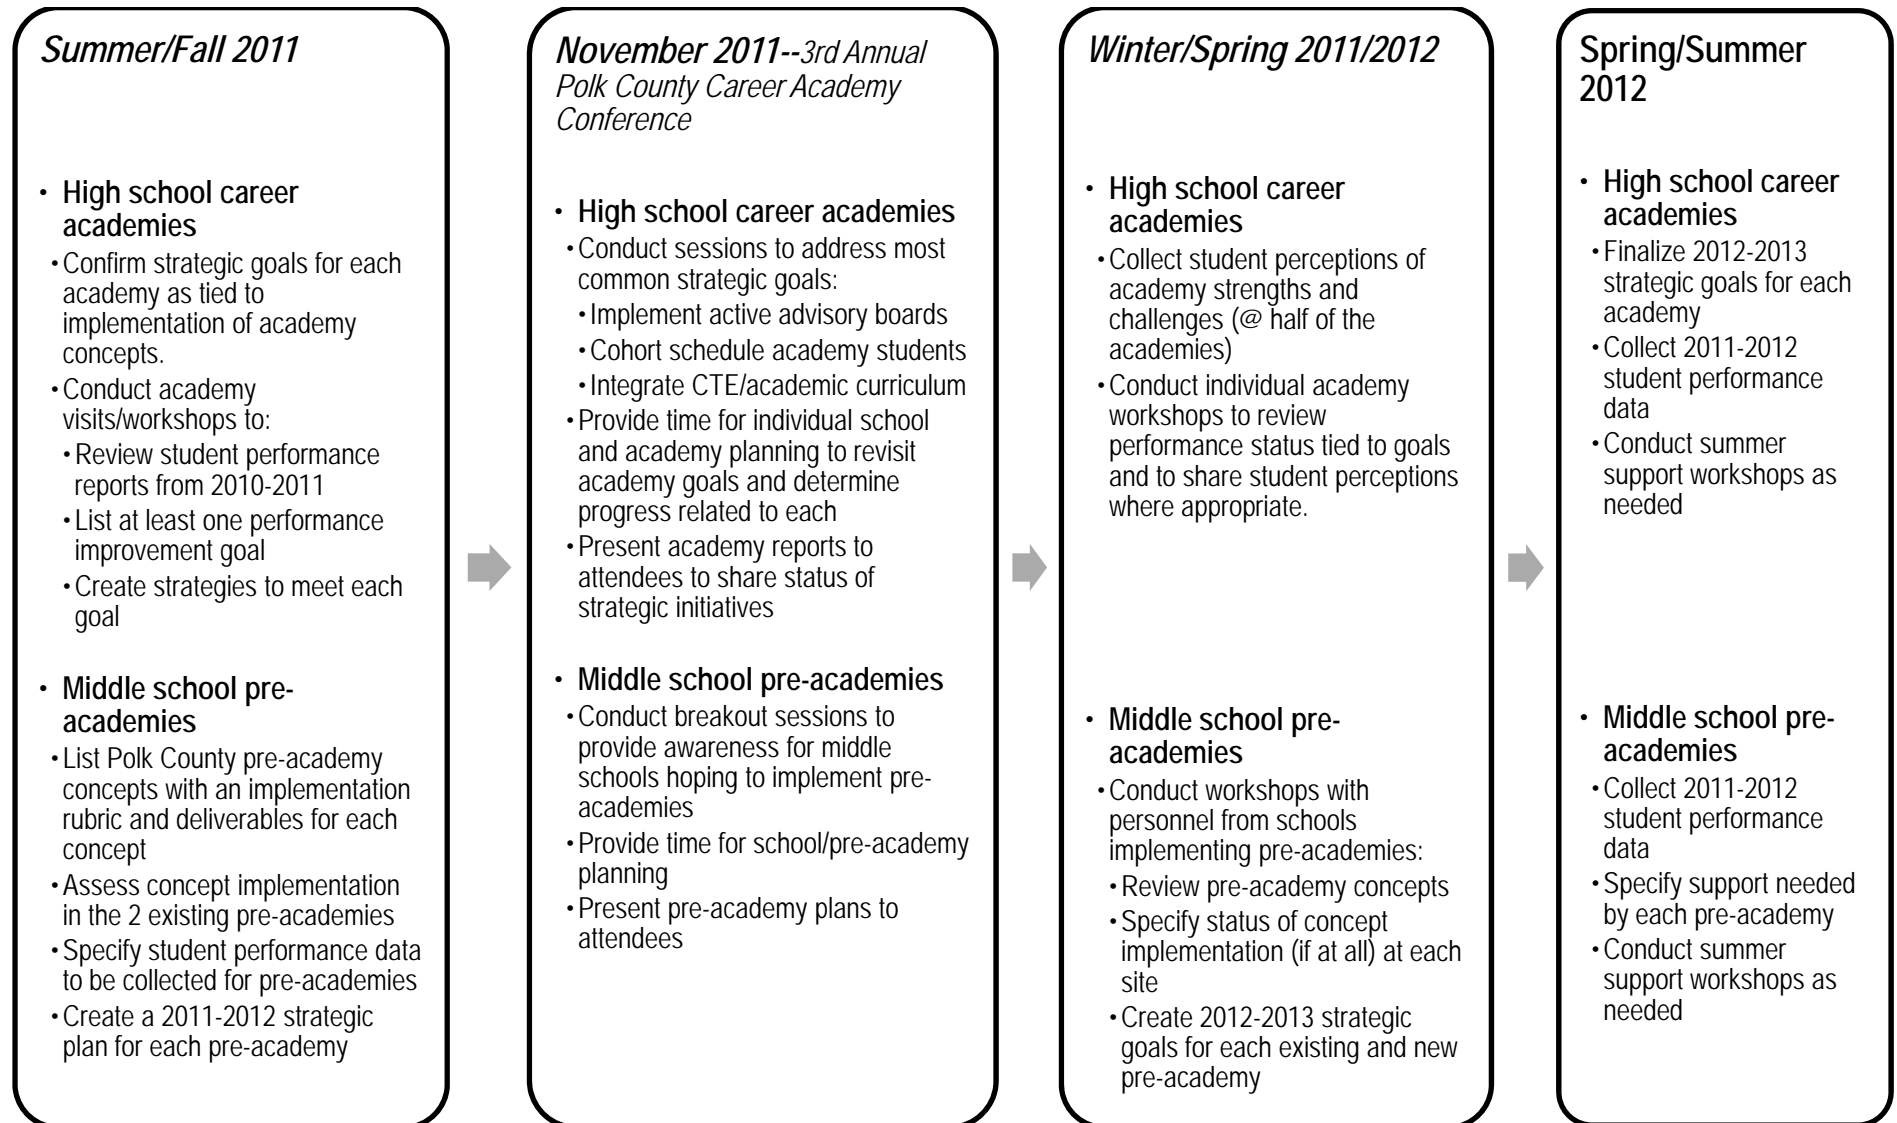 Summer/Fall 2011
• High school career
academies
•Confirm strategic goals for each
academy as tied to
implementation of academy
concepts.
•Conduct academy
visits/workshops to:
•Review student performance
reports from 2010-2011
•List at least one performance
improvement goal
•Create strategies to meet each
goal
• Middle school pre-
academies
•List Polk County pre-academy
concepts with an implementation
rubric and deliverables for each
concept
•Assess concept implementation
in the 2 existing pre-academies
•Specify student performance data
to be collected for pre-academies
•Create a 2011-2012 strategic
plan for each pre-academy
November 2011--3rd Annual
Polk County Career Academy
Conference
• High school career academies
•Conduct sessions to address most
common strategic goals:
•Implement active advisory boards
•Cohort schedule academy students
•Integrate CTE/academic curriculum
•Provide time for individual school
and academy planning to revisit
academy goals and determine
progress related to each
•Present academy reports to
attendees to share status of
strategic initiatives
• Middle school pre-academies
•Conduct breakout sessions to
provide awareness for middle
schools hoping to implement pre-
academies
•Provide time for school/pre-academy
planning
•Present pre-academy plans to
attendees
Winter/Spring 2011/2012
• High school career
academies
•Collect student perceptions of
academy strengths and
challenges (@ half of the
academies)
•Conduct individual academy
workshops to review
performance status tied to goals
and to share student perceptions
where appropriate.
• Middle school pre-
academies
•Conduct workshops with
personnel from schools
implementing pre-academies:
•Review pre-academy concepts
•Specify status of concept
implementation (if at all) at each
site
•Create 2012-2013 strategic
goals for each existing and new
pre-academy
Spring/Summer
2012
• High school career
academies
•Finalize 2012-2013
strategic goals for each
academy
•Collect 2011-2012
student performance
data
•Conduct summer
support workshops as
needed
• Middle school pre-
academies
•Collect 2011-2012
student performance
data
•Specify support needed
by each pre-academy
•Conduct summer
support workshops as
needed